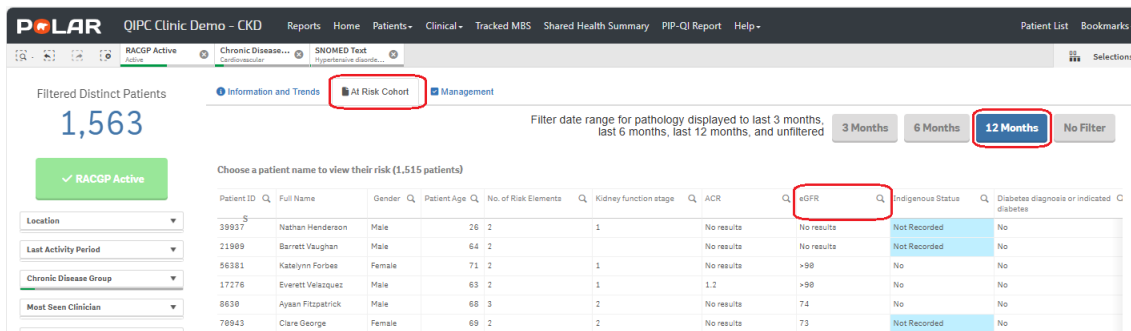 POLAR QIPC Clinic Demo - CKD Reports Home Patients Clinical Tracked MBS Shared Health Summary PIP-QI Report Help Patient List Bookmarks
RACGP Active Chronic Disease... SNOMED Text
Active Cardiovascular Hypertensive disorde... Selections
Filtered Distinct Patients
1,563
RACGP Active
Location
Last Activity Period
Chronic Disease Group
Most Seen Clinician
Information and Trends At Risk Cohort Management
Filter date range for pathology displayed to last 3 months,
last 6 months, last 12 months, and unfiltered
3 Months 6 Months 12 Months No Filter
Choose a patient name to view their risk (1,515 patients)
Patient ID Full Name Gender Patient Age No. of Risk Elements Kidney function stage ACR eGFR Indigenous Status Diabetes diagnosis or indicated
diabetes
S
39937 Nathan Henderson Male 26 2 1 No results No results Not Recorded No
21909 Barrett Vaughan Male 64 2 No results No results Not Recorded No
56381 Katelynn Forbes Female 71 2 1 No results >90 No No
17276 Everett Velazquez Male 63 2 1 1.2 >90 No No
8630 Ayaan Fitzpatrick Male 68 3 2 No results 74 No No
70943 Clare George Female 69 2 2 No results 73 Not Recorded No